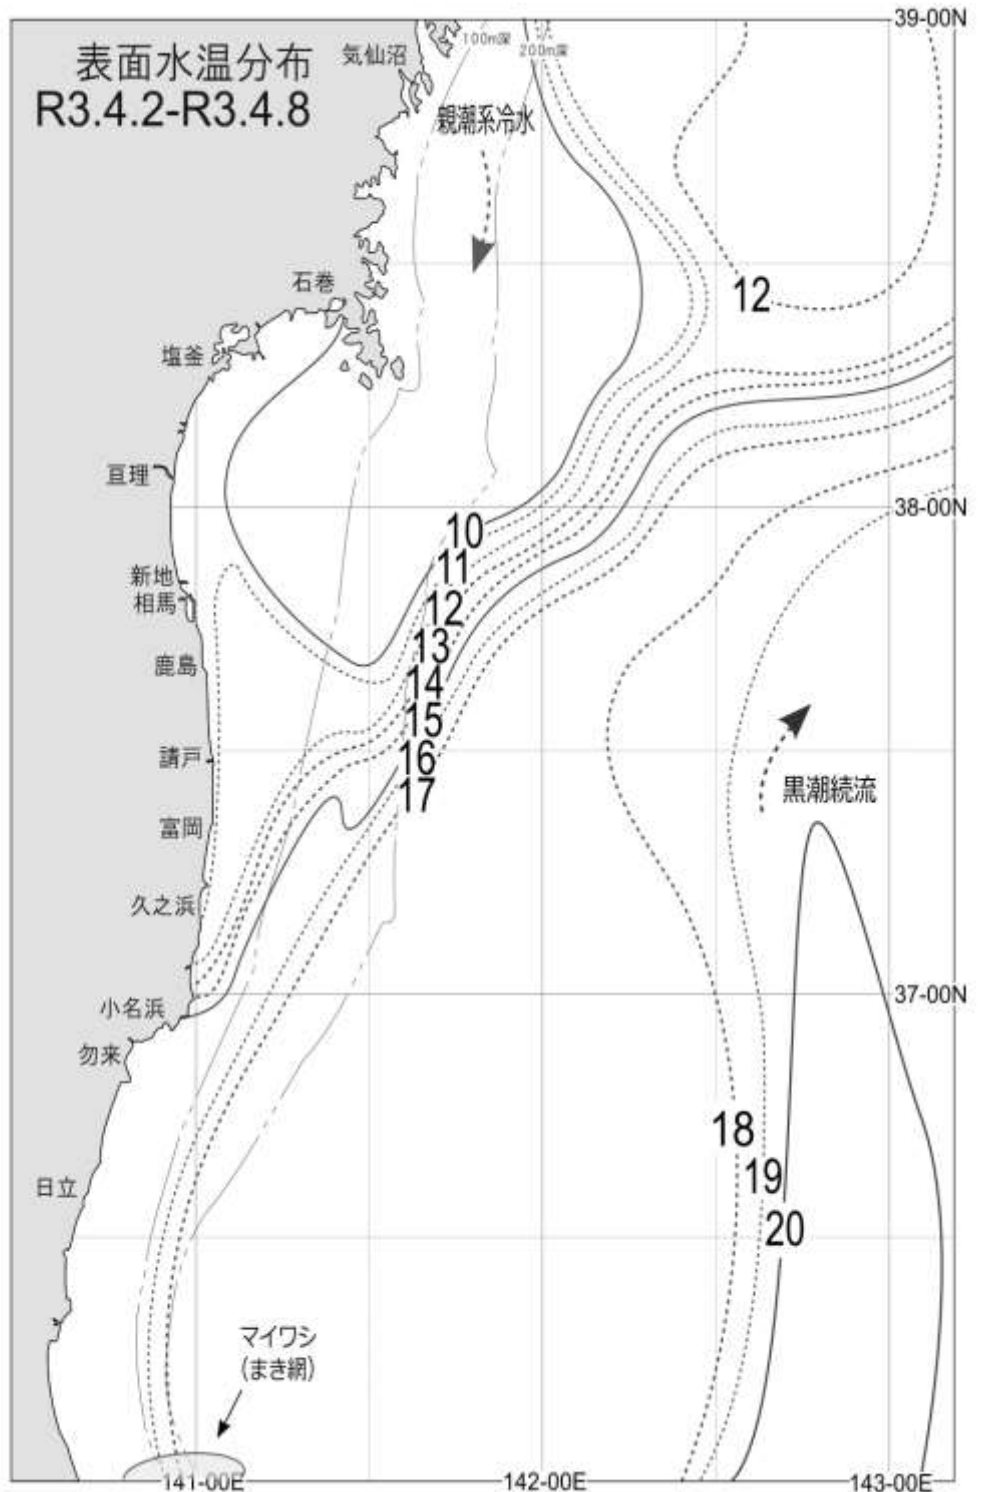 39-00N
100m深
200m深
表面水温分布
R3.4.2-R3.4.8
気仙沼
親潮系冷水
石巻
12
塩釜
亘理
38-00N
10
11
12
13
14
15
16
17
新地
相馬
鹿島
請戸
富岡
久之浜
黒潮続流
小名浜
37-00N
勿来
18
19
20
日立
マイワシ
(まき網)
141-00E
142-00E
143-00E